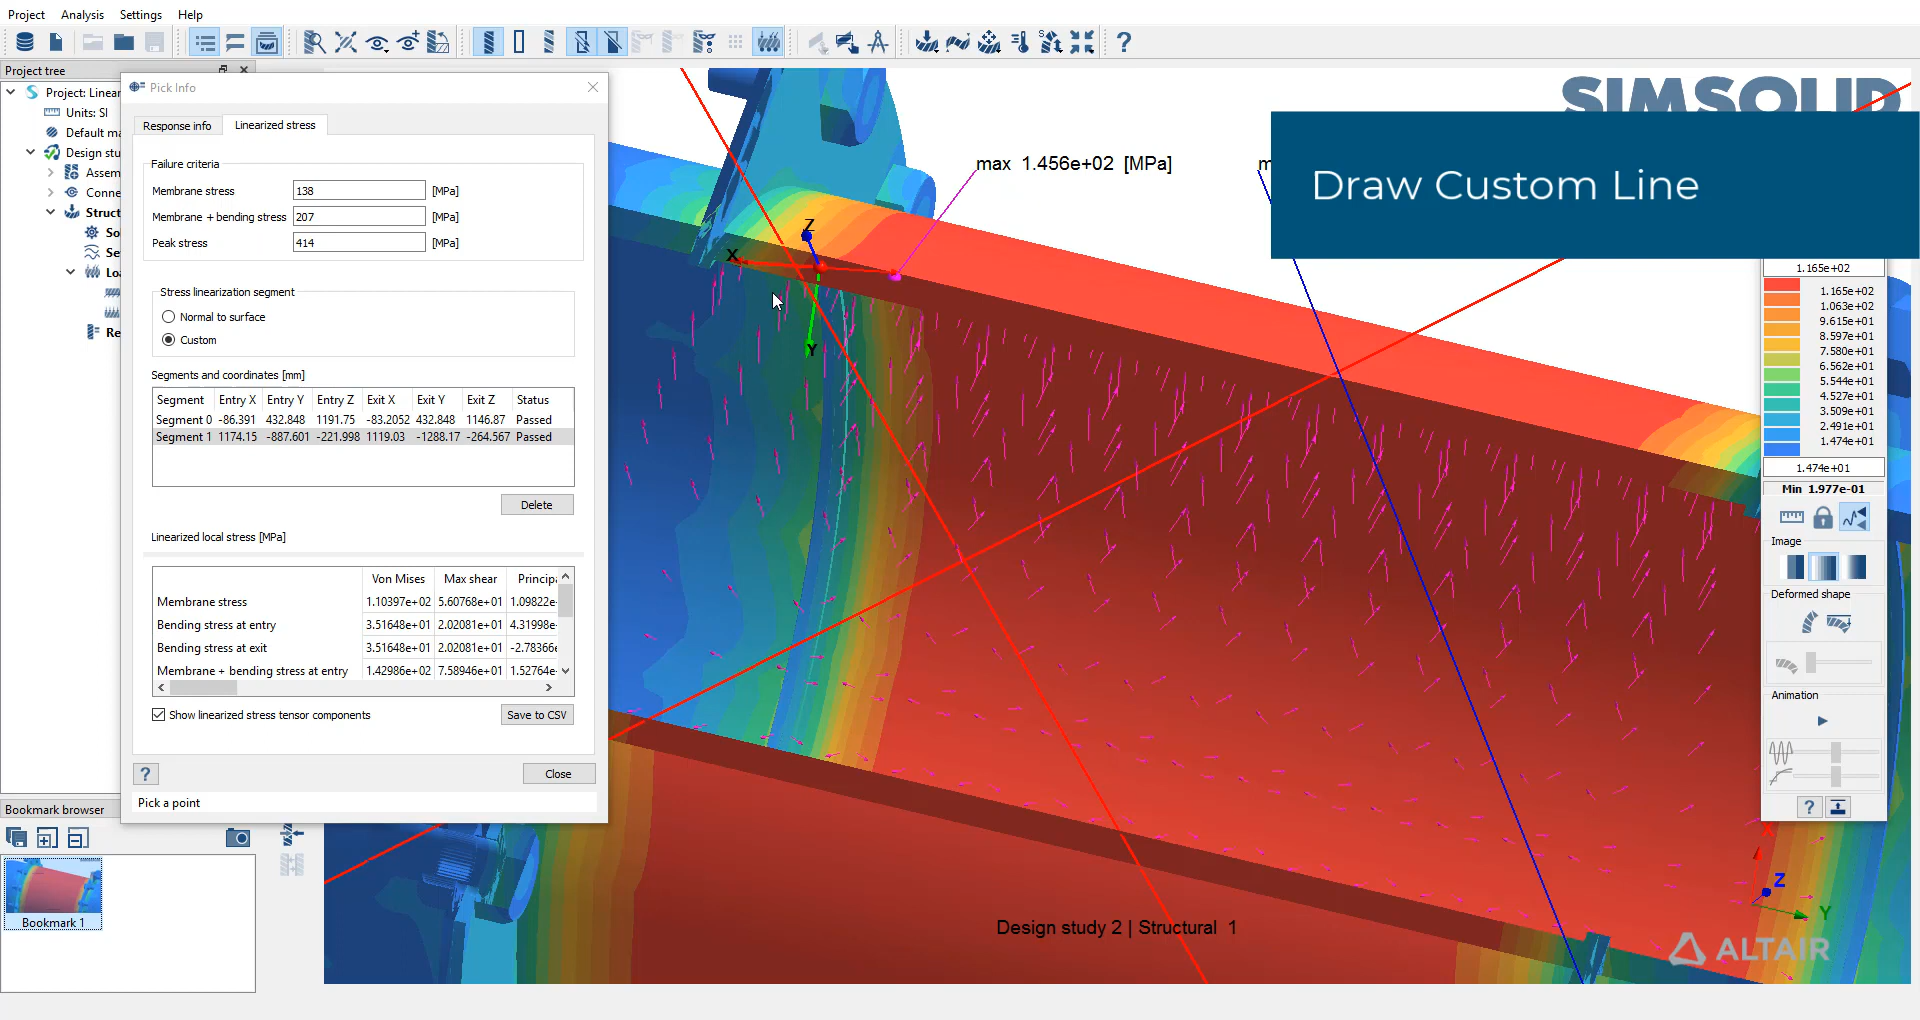 Project Analysis Settings Help
Project tree
Project: Linear
Units: SI
Default ma
Design stu
Assem
Conne
Struct
So
Se
Loa
Re
Pick Info
Response info Linearized stress
Failure criteria
Membrane stress 138 [MPa]
Membrane + bending stress 207 [MPa]
Peak stress 414 [MPa]
Stress linearization segment
Normal to surface
Custom
Segments and coordinates [mm]
Segment Entry X Entry Y Entry Z Exit X Exit Y Exit Z Status
Segment 0 -86.391 432.848 1191.75 -83.2052 432.848 1146.87 Passed
Segment 1 1174.15 -887.601 -221.998 1119.03 -1288.17 -264.567 Passed
Delete
Linearized local stress [MPa]
Von Mises Max shear Principa
Membrane stress 1.10397e+02 5.60768e+01 1.09822e-
Bending stress at entry 3.51648e+01 2.02081e+01 4.31998e-
Bending stress at exit 3.51648e+01 2.02081e+01 -2.78366e
Membrane + bending stress at entry 1.42986e+02 7.58946e+01 1.52764e-
Show linearized stress tensor components Save to CSV
? Close
Pick a point
Bookmark browser
Bookmark 1
SIMSOLID
Draw Custom Line
max 1.456e+02 [MPa]
m
Z
X
Y
1.165e+02
1.165e+02
1.063e+02
9.615e+01
8.597e+01
7.580e+01
6.562e+01
5.544e+01
4.527e+01
3.509e+01
2.491e+01
1.474e+01
1.474e+01
Min 1.977e-01
Image
Deformed shape
Animation
?
X
Z
Y
Design study 2 | Structural 1
ALTAIR